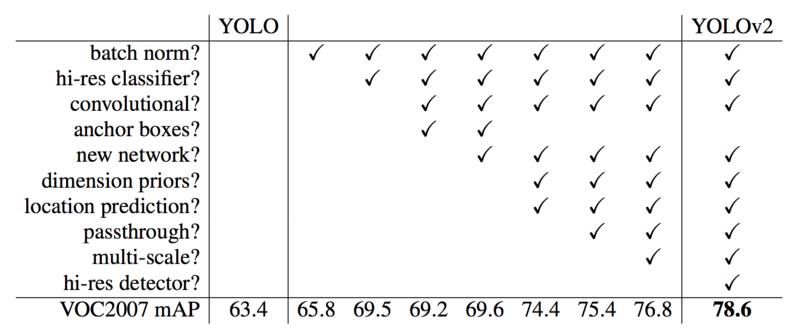 YOLO YOLOv2
batch norm? ✓ ✓ ✓ ✓ ✓ ✓ ✓ ✓
hi-res classifier? ✓ ✓ ✓ ✓ ✓ ✓ ✓
convolutional? ✓ ✓ ✓ ✓ ✓ ✓
anchor boxes? ✓ ✓
new network? ✓ ✓ ✓ ✓ ✓
dimension priors? ✓ ✓ ✓ ✓
location prediction? ✓ ✓ ✓ ✓
passthrough? ✓ ✓ ✓
multi-scale? ✓ ✓
hi-res detector? ✓
VOC2007 mAP 63.4 65.8 69.5 69.2 69.6 74.4 75.4 76.8 78.6